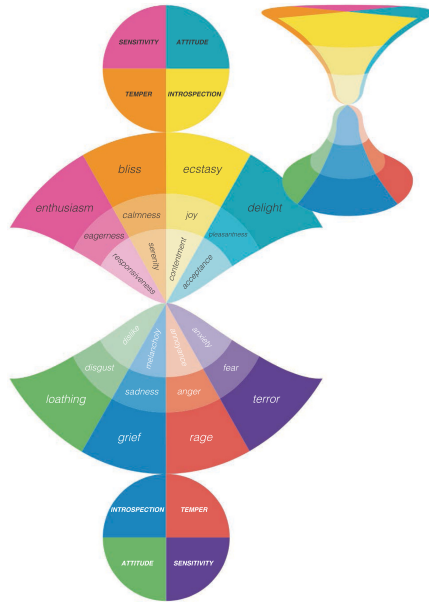 SENSITIVITY ATTITUDE
TEMPER INTROSPECTION
bliss ecstasy
enthusiasm delight
calmness joy
eagerness pleasantness
responsiveness serenity contentment acceptance
dislike melancholy annoyance anxiety
disgust fear
sadness anger
loathing terror
grief rage
INTROSPECTION TEMPER
ATTITUDE SENSITIVITY